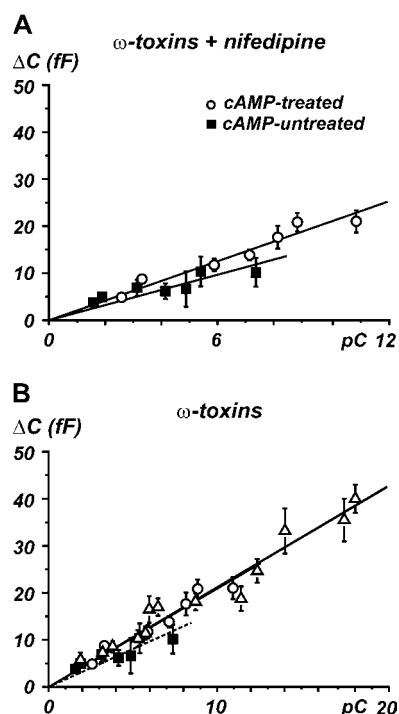 A
ω-toxins + nifedipine
ΔC (fF)
50
cAMP-treated
cAMP-untreated
40
30
20
10
0
0
6
pC 12
B
ω-toxins
ΔC (fF)
50
40
30
20
10
0
0
10
pC 20